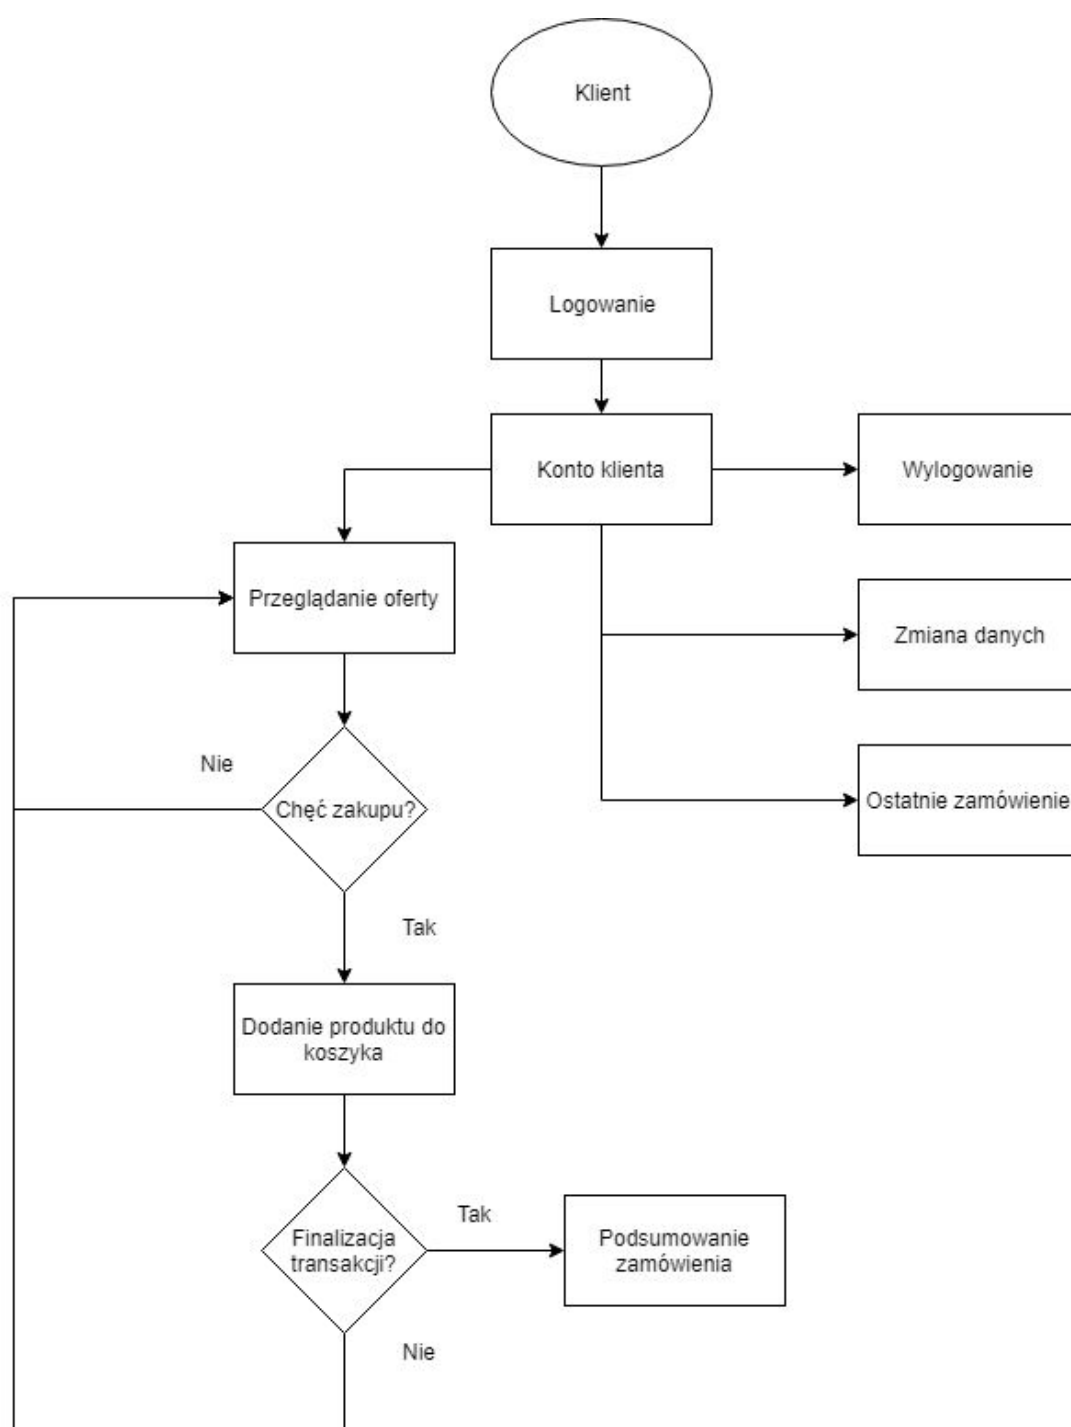 Klient
Logowanie
Konto klienta
Wylogowanie
Przeglądanie oferty
Zmiana danych
Nie
Chęć zakupu?
Ostatnie zamówienie
Tak
Dodanie produktu do
koszyka
Finalizacja
transakcji?
Tak
Podsumowanie
zamówienia
Nie